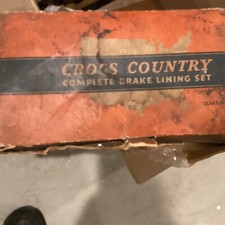 CROSS COUNTRY
COMPLETE BRAKE LINING SET